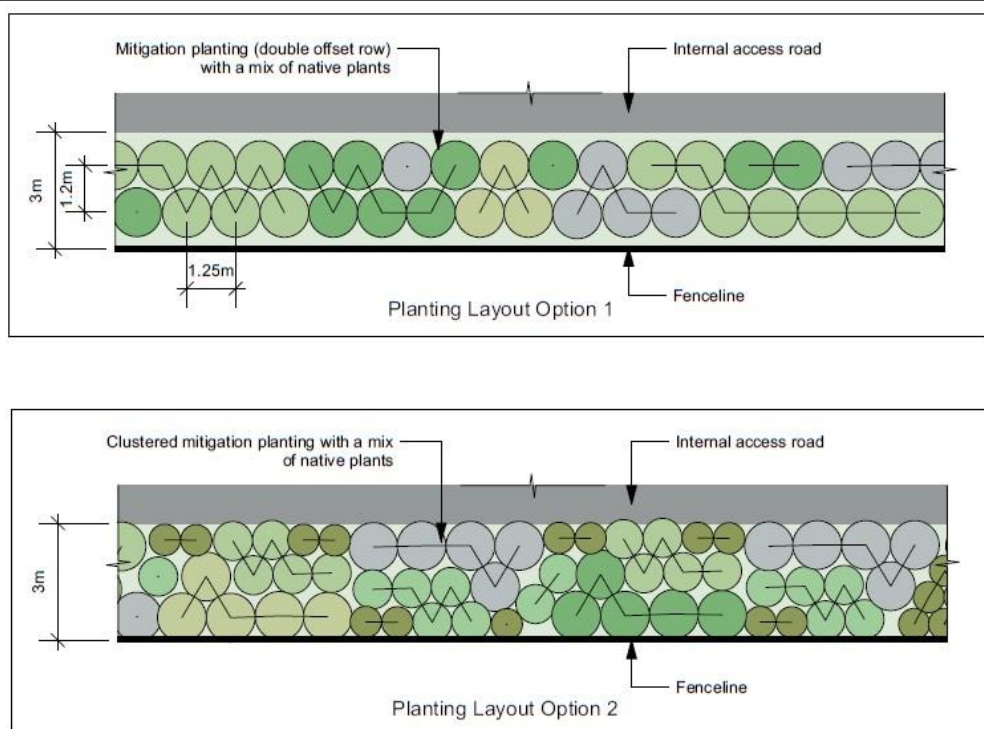 Mitigation planting (double offset row)
with a mix of native plants
Internal access road
3m
1.2m
1.25m
Fenceline
Planting Layout Option 1
Clustered mitigation planting with a mix
of native plants
Internal access road
3m
Fenceline
Planting Layout Option 2